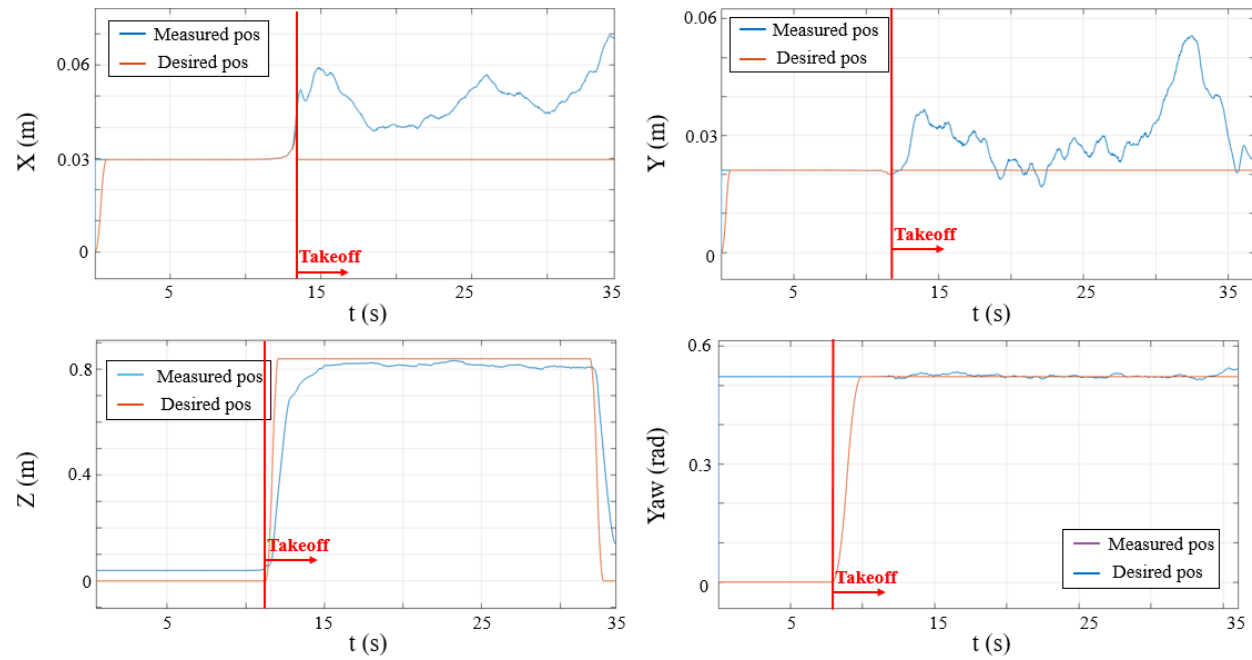 Measured pos
Desired pos
0.06
0.03
0
X (m)
Takeoff
5
15
25
35
t (s)
Measured pos
Desired pos
0.06
0.03
0
Y (m)
Takeoff
5
15
25
35
t (s)
Measured pos
Desired pos
0.8
0.4
0
Z (m)
Takeoff
5
15
25
35
t (s)
0.6
0.3
0
Yaw (rad)
Measured pos
Desired pos
Takeoff
5
15
25
35
t (s)